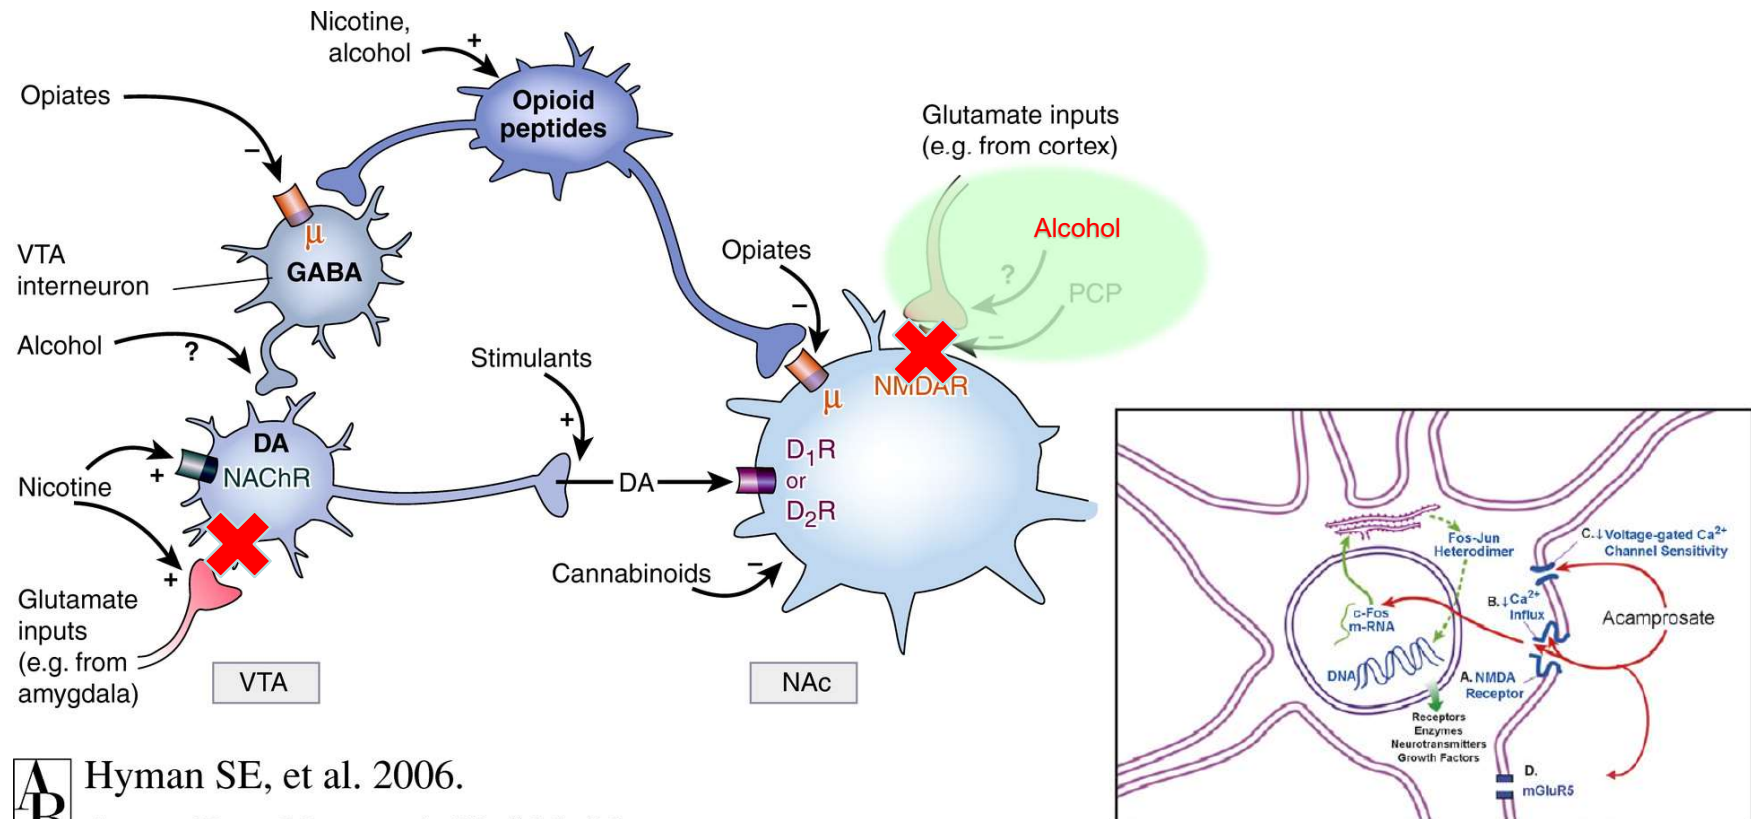 Nicotine,
alcohol
+
Opiates
–
Opioid
peptides
Glutamate inputs
(e.g. from cortex)
Alcohol
?
PCP
–
μ
GABA
VTA
interneuron
Opiates
–
Alcohol
?
Stimulants
+
NMDAR
μ
DA
NAChR
Nicotine
+
+
DA
D1R
or
D2R
Cannabinoids
–
Glutamate
inputs
(e.g. from
amygdala)
VTA
NAc
Fos-Jun
Heterodimer
C.↓Voltage-gated Ca2+
Channel Sensitivity
B.↓Ca2+
Influx
Acamprosate
c-Fos
m-RNA
DNA
A. NMDA
Receptor
Receptors
Enzymes
Neurotransmitters
Growth Factors
D.
mGluR5
AR
Hyman SE, et al. 2006.